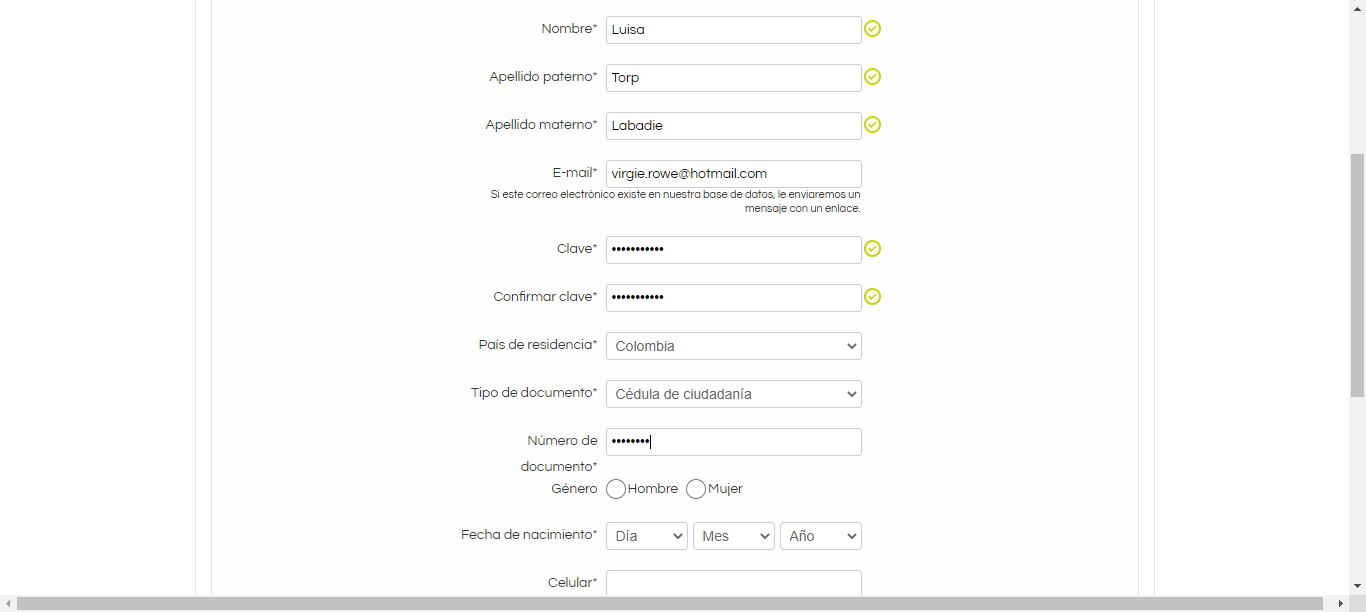 Nombre* Luisa
Apellido paterno* Torp
Apellido materno* Labadie
E-mail* virgie.rowe@hotmail.com
Si este correo electrónico existe en nuestra base de datos, le enviaremos un
mensaje con un enlace.
Clave* •••••••••••
Confirmar clave* •••••••••••
País de residencia* Colombia
Tipo de documento* Cédula de ciudadanía
Número de ••••••••
documento*
Género Hombre Mujer
Fecha de nacimiento* Día Mes Año
Celular*